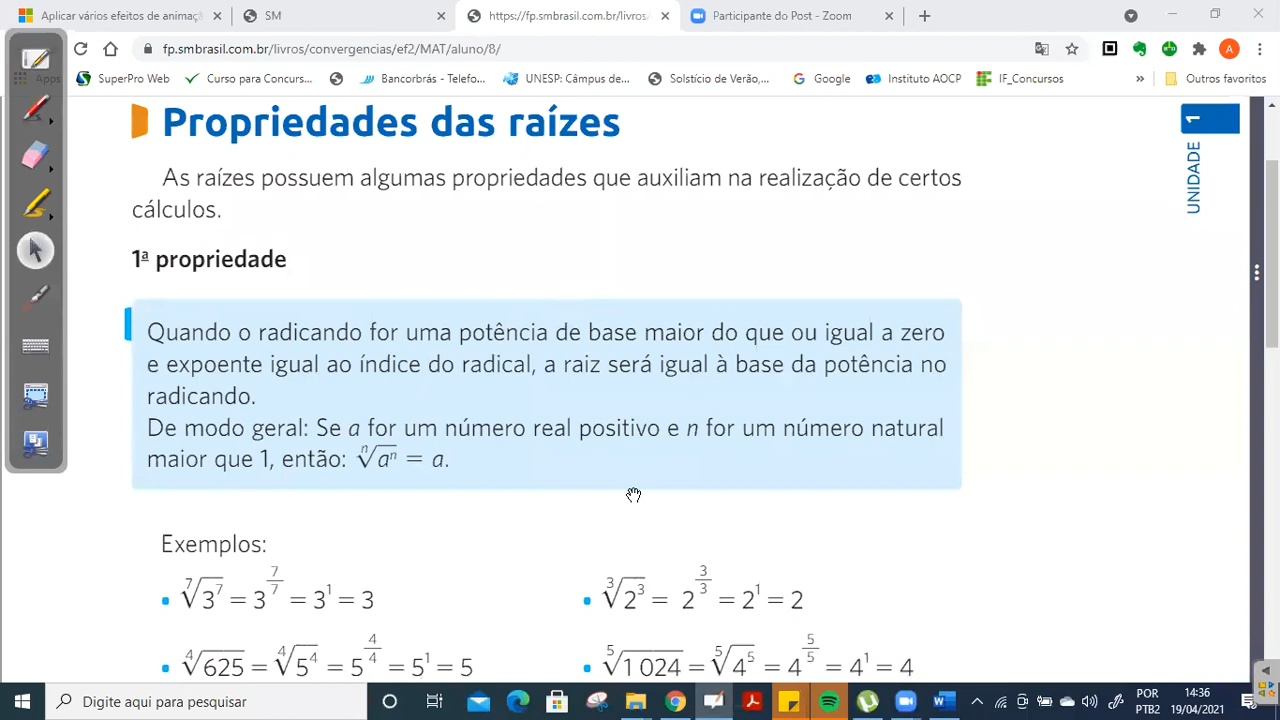 Aplicar vários efeitos de animaçã
SM
https://fp.smbrasil.com.br/livros
Participante do Post - Zoom
fp.smbrasil.com.br/livros/convergencias/ef2/MAT/aluno/8/
A
Apps
SuperPro Web
Curso para Concurs...
Bancorbrás - Telefo...
UNESP: Câmpus de...
Solstício de Verão,...
Google
Instituto AOCP
IF_Concursos
»
Outros favoritos
Propriedades das raízes
UNIDADE 1
As raízes possuem algumas propriedades que auxiliam na realização de certos
cálculos.
1ª propriedade
Quando o radicando for uma potência de base maior do que ou igual a zero
e expoente igual ao índice do radical, a raiz será igual à base da potência no
radicando.
De modo geral: Se a for um número real positivo e n for um número natural
maior que 1, então: ⁿ√aⁿ = a.
Exemplos:
• ⁷√3⁷ = 3^(7/7) = 3¹ = 3
• ³√2³ = 2^(3/3) = 2¹ = 2
• ⁴√625 = ⁴√5⁴ = 5^(4/4) = 5¹ = 5
• ⁵√1 024 = ⁵√4⁵ = 4^(5/5) = 4¹ = 4
Digite aqui para pesquisar
POR
PTB2
14:36
19/04/2021